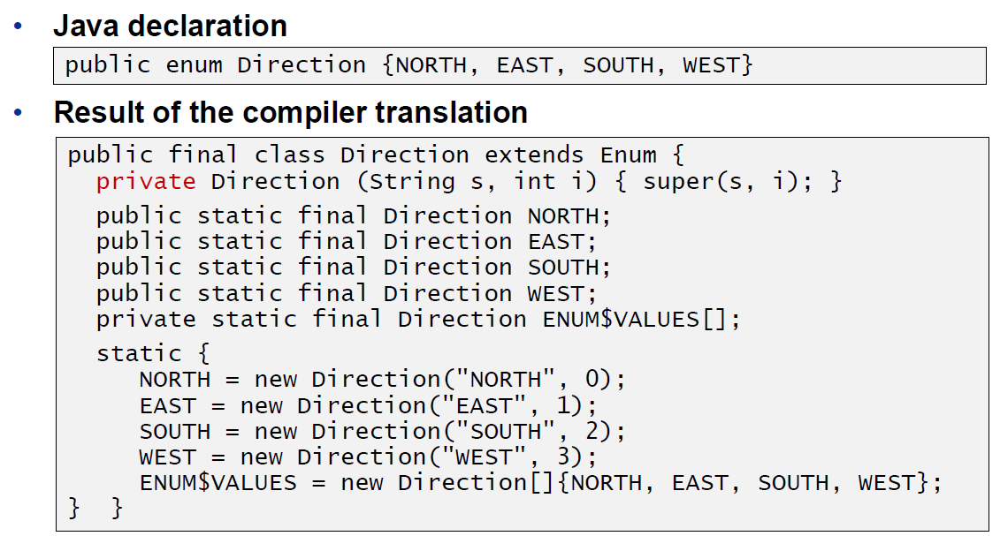 • Java declaration
public enum Direction {NORTH, EAST, SOUTH, WEST}
• Result of the compiler translation
public final class Direction extends Enum {
private Direction (String s, int i) { super(s, i); }
public static final Direction NORTH;
public static final Direction EAST;
public static final Direction SOUTH;
public static final Direction WEST;
private static final Direction ENUM$VALUES[];
static {
NORTH = new Direction("NORTH", 0);
EAST = new Direction("EAST", 1);
SOUTH = new Direction("SOUTH", 2);
WEST = new Direction("WEST", 3);
ENUM$VALUES = new Direction[]{NORTH, EAST, SOUTH, WEST};
} }